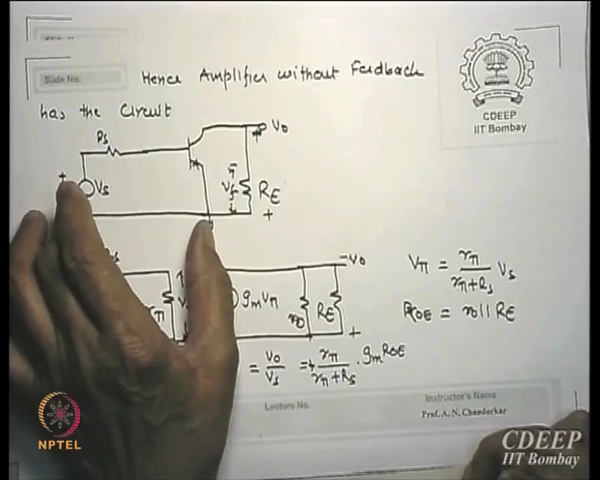 Slide No.
Hence Amplifier without Feedback
has the Circuit
CDEEP
IIT Bombay
Rs
Vo
+
Vs
Vf
RE
+
Rs
rπ
gmVπ
ro
RE
-Vo
+
Vπ = rπ/(rπ+Rs) Vs
ROE = ro || RE
= Vo/Vs = + rπ/(rπ+Rs) · gm ROE
Lecture No.
Instructor's Name
Prof. A. N. Chandorkar
NPTEL
CDEEP
IIT Bombay